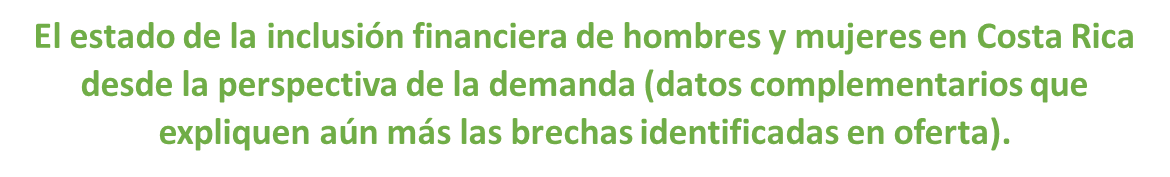 El estado de la inclusión financiera de hombres y mujeres en Costa Rica
desde la perspectiva de la demanda (datos complementarios que
expliquen aún más las brechas identificadas en oferta).